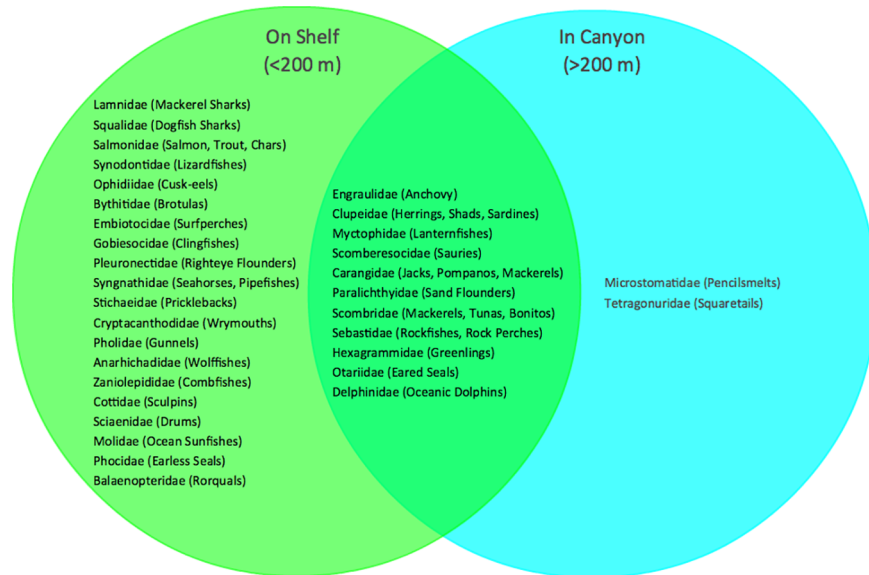 On Shelf
(<200 m)
In Canyon
(>200 m)
Lamnidae (Mackerel Sharks)
Squalidae (Dogfish Sharks)
Salmonidae (Salmon, Trout, Chars)
Synodontidae (Lizardfishes)
Ophidiidae (Cusk-eels)
Bythitidae (Brotulas)
Embiotocidae (Surfperches)
Gobiesocidae (Clingfishes)
Pleuronectidae (Righteye Flounders)
Syngnathidae (Seahorses, Pipefishes)
Stichaeidae (Pricklebacks)
Cryptacanthodidae (Wrymouths)
Pholidae (Gunnels)
Anarhichadidae (Wolffishes)
Zaniolepididae (Combfishes)
Cottidae (Sculpins)
Sciaenidae (Drums)
Molidae (Ocean Sunfishes)
Phocidae (Earless Seals)
Balaenopteridae (Rorquals)
Engraulidae (Anchovy)
Clupeidae (Herrings, Shads, Sardines)
Myctophidae (Lanternfishes)
Scomberesocidae (Sauries)
Carangidae (Jacks, Pompanos, Mackerels)
Paralichthyidae (Sand Flounders)
Scombridae (Mackerels, Tunas, Bonitos)
Sebastidae (Rockfishes, Rock Perches)
Hexagrammidae (Greenlings)
Otariidae (Eared Seals)
Delphinidae (Oceanic Dolphins)
Microstomatidae (Pencilsmelts)
Tetragonuridae (Squaretails)